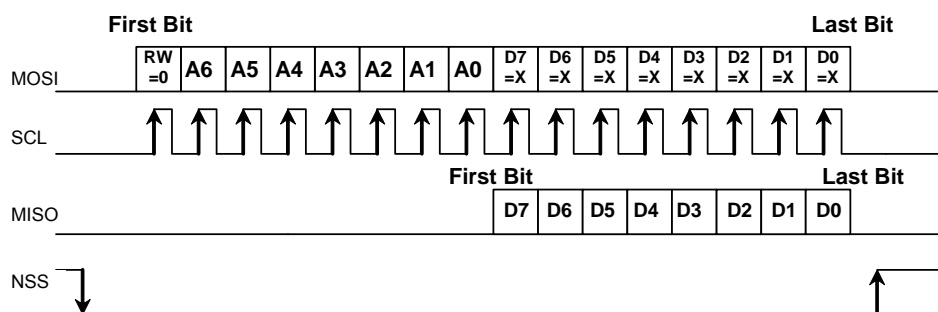 First Bit Last Bit
MOSI RW =0 A6 A5 A4 A3 A2 A1 A0 D7 =X D6 =X D5 =X D4 =X D3 =X D2 =X D1 =X D0 =X
SCL
First Bit Last Bit
MISO D7 D6 D5 D4 D3 D2 D1 D0
NSS